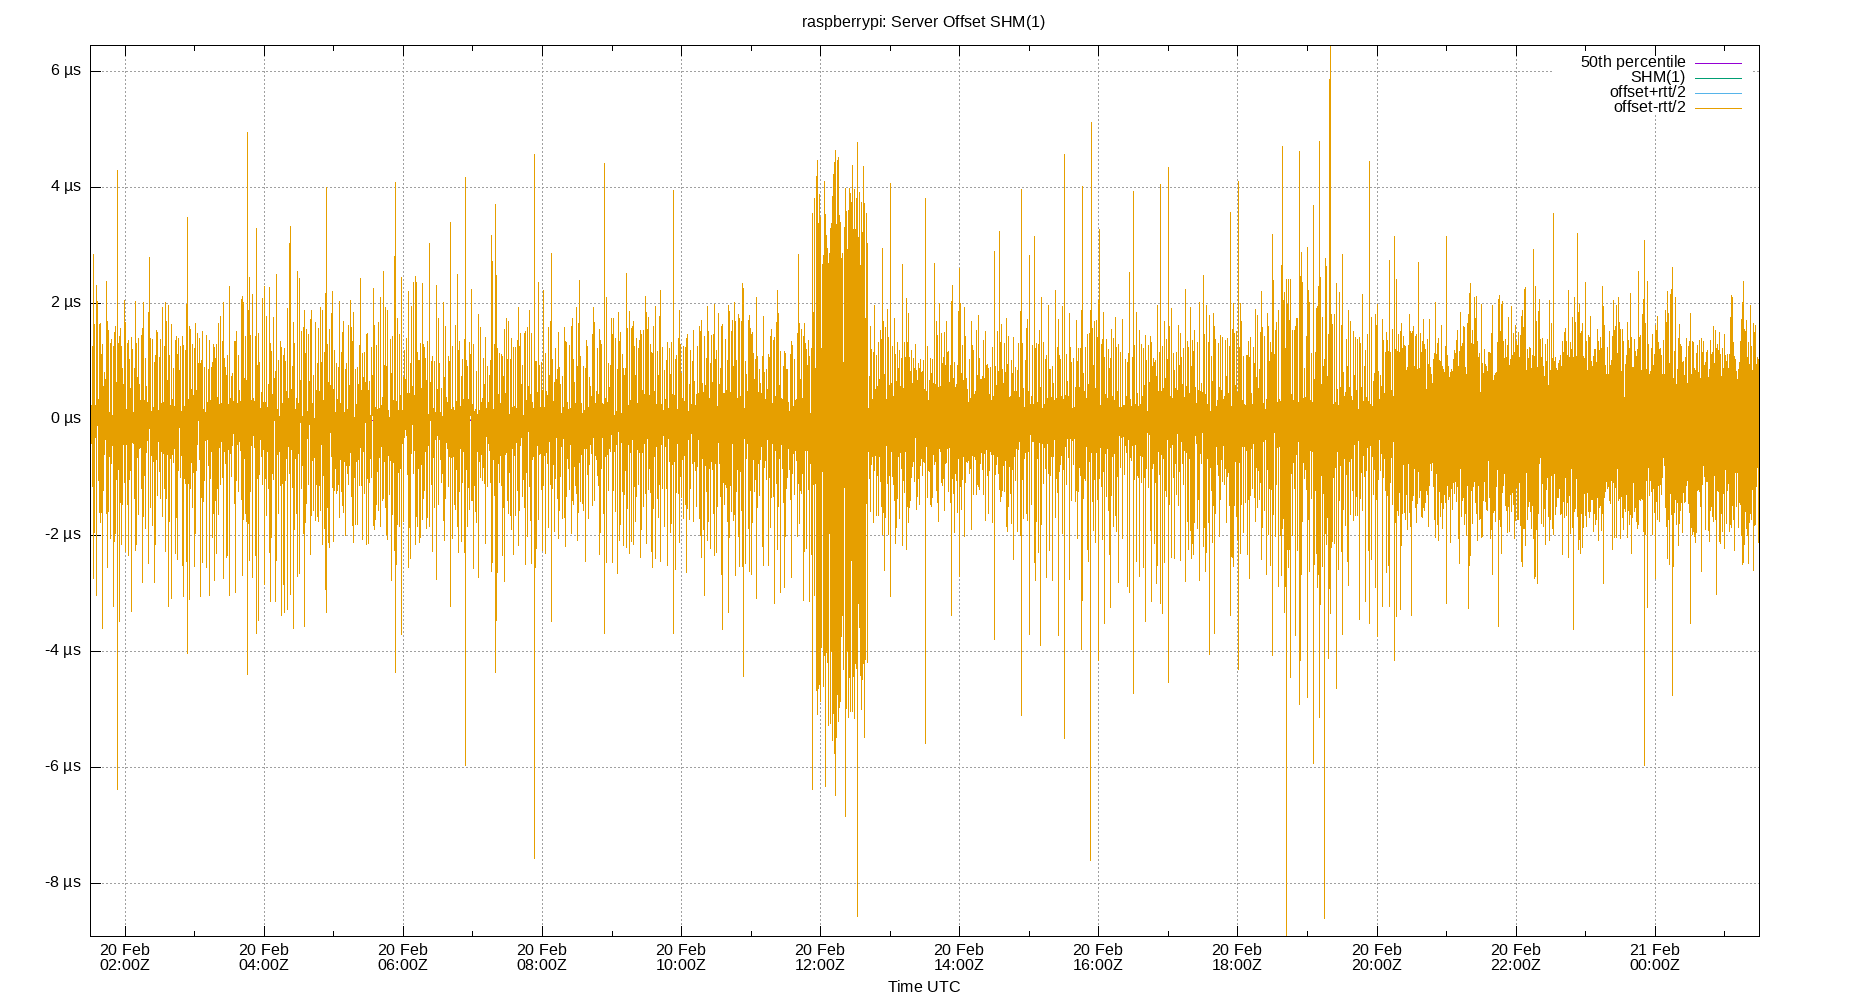 raspberrypi: Server Offset SHM(1)
50th percentile
SHM(1)
offset+rtt/2
offset-rtt/2
6 µs
4 µs
2 µs
0 µs
-2 µs
-4 µs
-6 µs
-8 µs
20 Feb 20 Feb 20 Feb 20 Feb 20 Feb 20 Feb 20 Feb 20 Feb 20 Feb 20 Feb 20 Feb 21 Feb
02:00Z 04:00Z 06:00Z 08:00Z 10:00Z 12:00Z 14:00Z 16:00Z 18:00Z 20:00Z 22:00Z 00:00Z
Time UTC